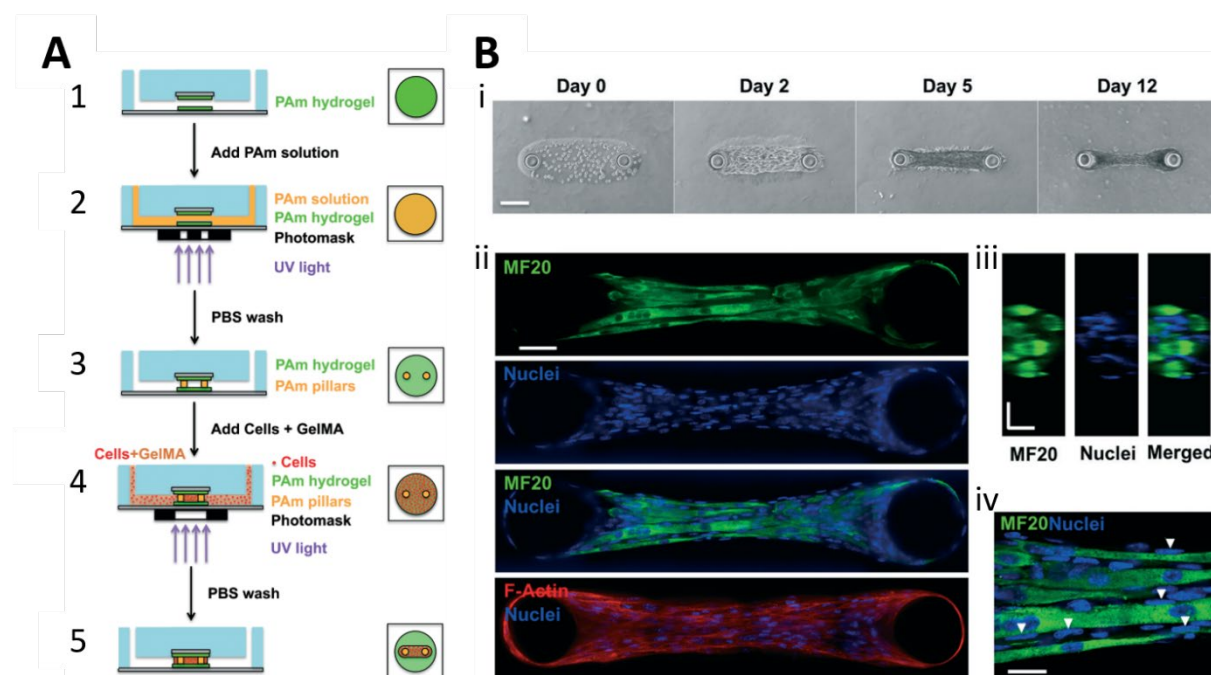 A
1
PAm hydrogel
Add PAm solution
2
PAm solution
PAm hydrogel
Photomask
UV light
PBS wash
3
PAm hydrogel
PAm pillars
Add Cells + GelMA
Cells+GelMA
4
• Cells
PAm hydrogel
PAm pillars
Photomask
UV light
PBS wash
5
B
i
Day 0
Day 2
Day 5
Day 12
ii
MF20
Nuclei
MF20
Nuclei
F-Actin
Nuclei
iii
MF20
Nuclei
Merged
iv
MF20Nuclei